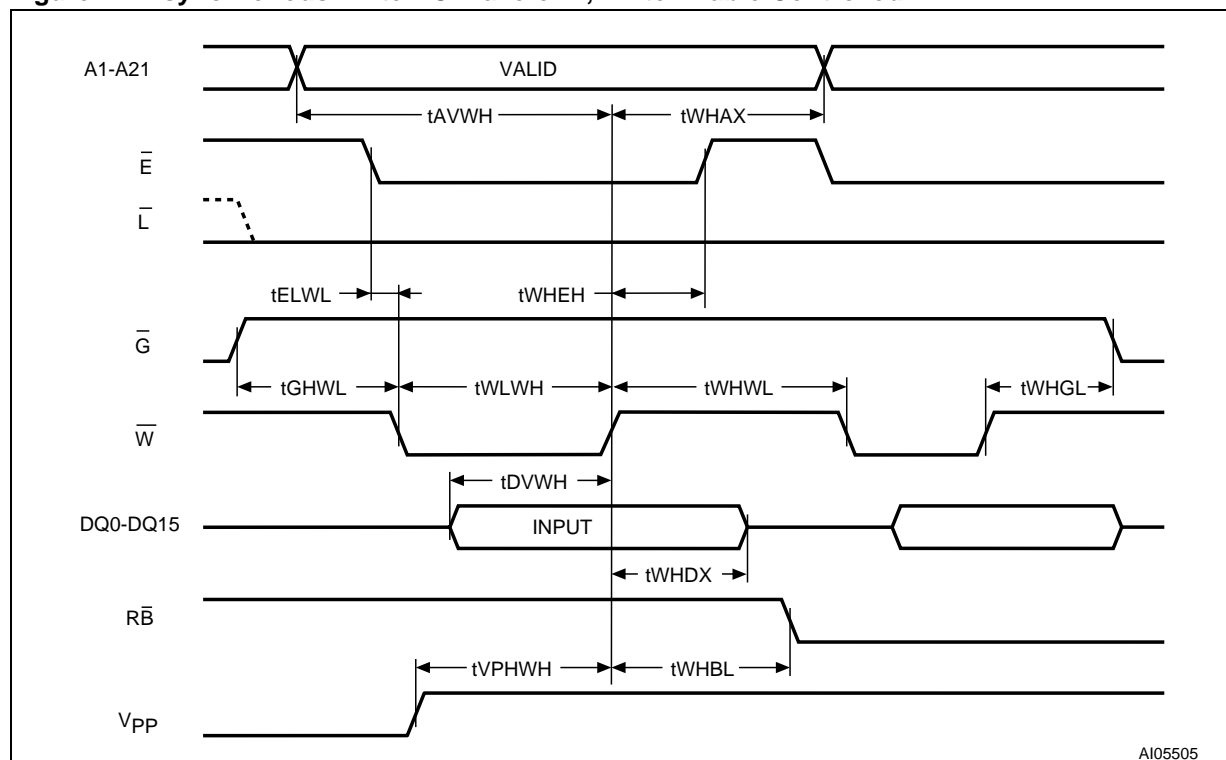 A1-A21
VALID
tAVWH
tWHAX
E̅
L̅
tELWL
tWHEH
G̅
tGHWL
tWLWH
tWHWL
tWHGL
W̅
tDVWH
DQ0-DQ15
INPUT
tWHDX
RB̅
tVPHWH
tWHBL
VPP
AI05505